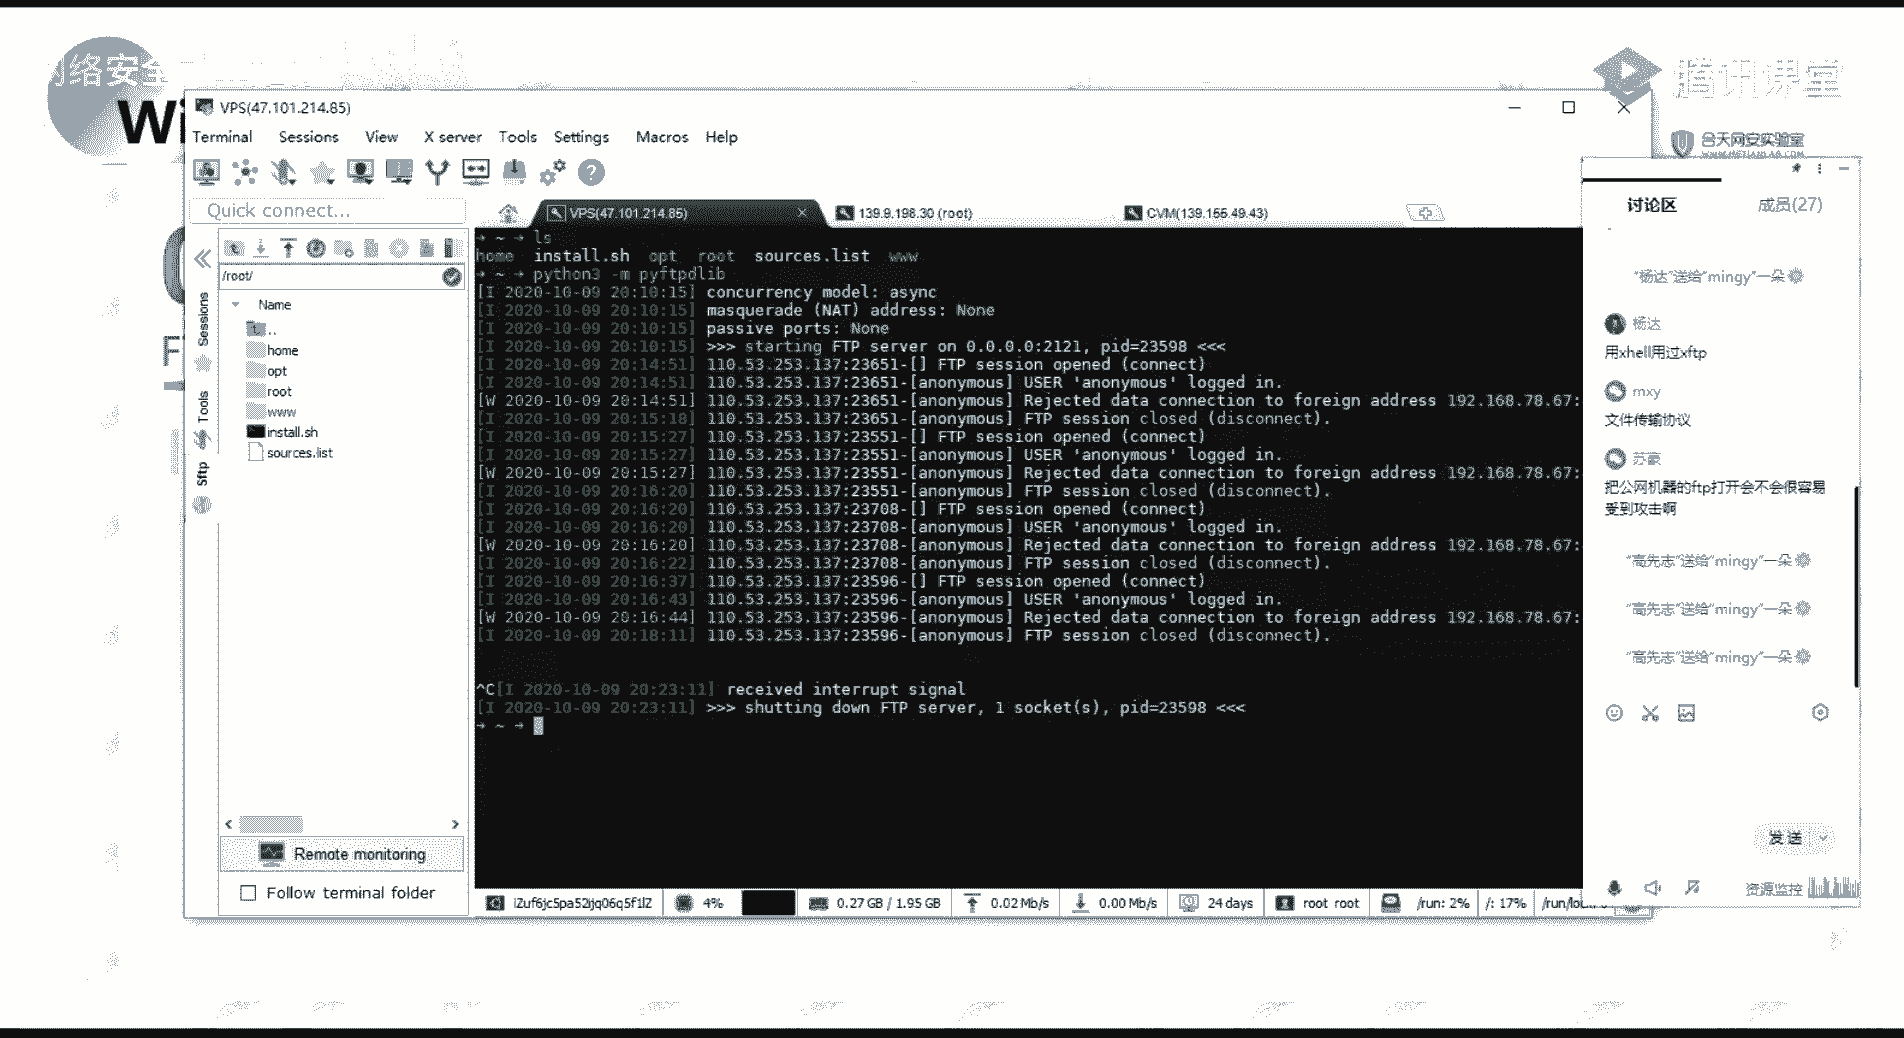 络安全
腾讯课堂
Wi
合天网安实验室
VPS(47.101.214.85)
Terminal Sessions View X server Tools Settings Macros Help
Quick connect...
VPS(47.101.214.85)
139.9.198.30 (root)
CVM(139.155.49.43)
/root/
Name
..
home
opt
root
www
install.sh
sources.list
Sessions
Tools
Sftp
Remote monitoring
Follow terminal folder
→ ~ → ls
home install.sh opt root sources.list www
→ ~ → python3 -m pyftpdlib
[I 2020-10-09 20:10:15] concurrency model: async
[I 2020-10-09 20:10:15] masquerade (NAT) address: None
[I 2020-10-09 20:10:15] passive ports: None
[I 2020-10-09 20:10:15] >>> starting FTP server on 0.0.0.0:2121, pid=23598 <<<
[I 2020-10-09 20:14:51] 110.53.253.137:23651-[] FTP session opened (connect)
[I 2020-10-09 20:14:51] 110.53.253.137:23651-[anonymous] USER 'anonymous' logged in.
[W 2020-10-09 20:14:51] 110.53.253.137:23651-[anonymous] Rejected data connection to foreign address 192.168.78.67:
[I 2020-10-09 20:15:18] 110.53.253.137:23651-[anonymous] FTP session closed (disconnect).
[I 2020-10-09 20:15:27] 110.53.253.137:23551-[] FTP session opened (connect)
[I 2020-10-09 20:15:27] 110.53.253.137:23551-[anonymous] USER 'anonymous' logged in.
[W 2020-10-09 20:15:27] 110.53.253.137:23551-[anonymous] Rejected data connection to foreign address 192.168.78.67:
[I 2020-10-09 20:16:20] 110.53.253.137:23551-[anonymous] FTP session closed (disconnect).
[I 2020-10-09 20:16:20] 110.53.253.137:23708-[] FTP session opened (connect)
[I 2020-10-09 20:16:20] 110.53.253.137:23708-[anonymous] USER 'anonymous' logged in.
[W 2020-10-09 20:16:20] 110.53.253.137:23708-[anonymous] Rejected data connection to foreign address 192.168.78.67:
[I 2020-10-09 20:16:22] 110.53.253.137:23708-[anonymous] FTP session closed (disconnect).
[I 2020-10-09 20:16:37] 110.53.253.137:23596-[] FTP session opened (connect)
[I 2020-10-09 20:16:43] 110.53.253.137:23596-[anonymous] USER 'anonymous' logged in.
[W 2020-10-09 20:16:44] 110.53.253.137:23596-[anonymous] Rejected data connection to foreign address 192.168.78.67:
[I 2020-10-09 20:18:11] 110.53.253.137:23596-[anonymous] FTP session closed (disconnect).
^C[I 2020-10-09 20:23:11] received interrupt signal
[I 2020-10-09 20:23:11] >>> shutting down FTP server, 1 socket(s), pid=23598 <<<
→ ~ →
iZuf6jc5pa52ijq06q5f1lZ 4% 0.27 GB / 1.95 GB 0.02 Mb/s 0.00 Mb/s 24 days root root /run: 2% /: 17%
讨论区 成员(27)
"杨达"送给"mingy"一朵
杨达
用xhell用过xftp
mxy
文件传输协议
苏豪
把公网机器的ftp打开会不会很容易
受到攻击啊
"高先志"送给"mingy"一朵
"高先志"送给"mingy"一朵
"高先志"送给"mingy"一朵
发送
资源监控